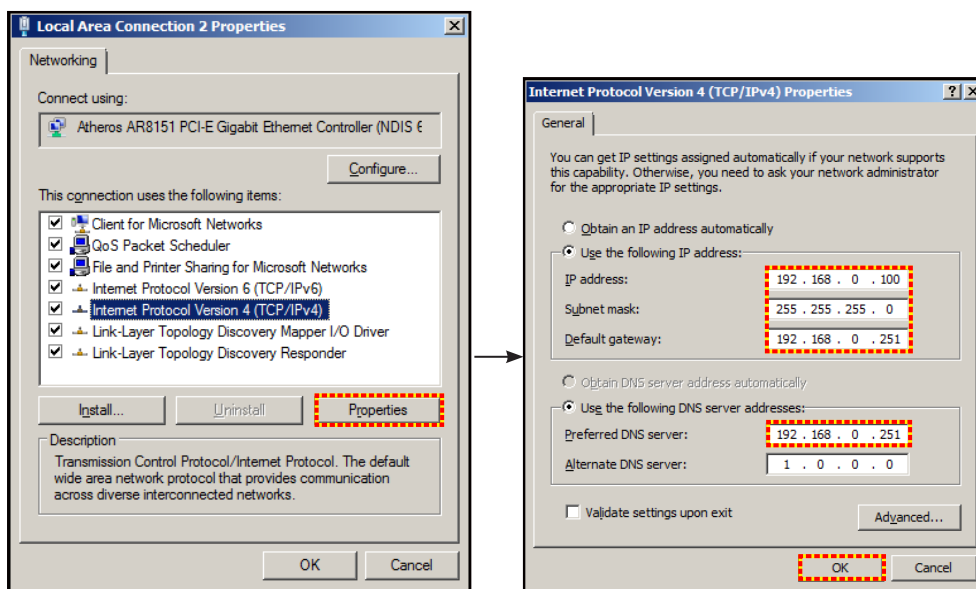 Local Area Connection 2 Properties
Networking
Connect using:
Atheros AR8151 PCI-E Gigabit Ethernet Controller (NDIS 6
Configure...
This connection uses the following items:
Client for Microsoft Networks
QoS Packet Scheduler
File and Printer Sharing for Microsoft Networks
Internet Protocol Version 6 (TCP/IPv6)
Internet Protocol Version 4 (TCP/IPv4)
Link-Layer Topology Discovery Mapper I/O Driver
Link-Layer Topology Discovery Responder
Install...
Uninstall
Properties
Description
Transmission Control Protocol/Internet Protocol. The default
wide area network protocol that provides communication
across diverse interconnected networks.
OK
Cancel
Internet Protocol Version 4 (TCP/IPv4) Properties
General
You can get IP settings assigned automatically if your network supports
this capability. Otherwise, you need to ask your network administrator
for the appropriate IP settings.
Obtain an IP address automatically
Use the following IP address:
IP address: 192 . 168 . 0 . 100
Subnet mask: 255 . 255 . 255 . 0
Default gateway: 192 . 168 . 0 . 251
Obtain DNS server address automatically
Use the following DNS server addresses:
Preferred DNS server: 192 . 168 . 0 . 251
Alternate DNS server: 1 . 0 . 0 . 0
Validate settings upon exit
Advanced...
OK
Cancel